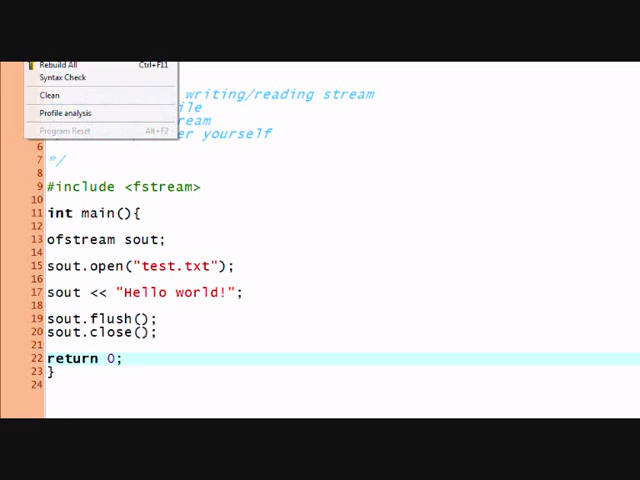 Rebuild All Ctrl+F11
Syntax Check
Clean
Profile analysis
Program Reset Alt+F2
writing/reading stream
ile
ream
er yourself
6
7 */
8
9 #include <fstream>
10
11 int main(){
12
13 ofstream sout;
14
15 sout.open("test.txt");
16
17 sout << "Hello world!";
18
19 sout.flush();
20 sout.close();
21
22 return 0;
23 }
24